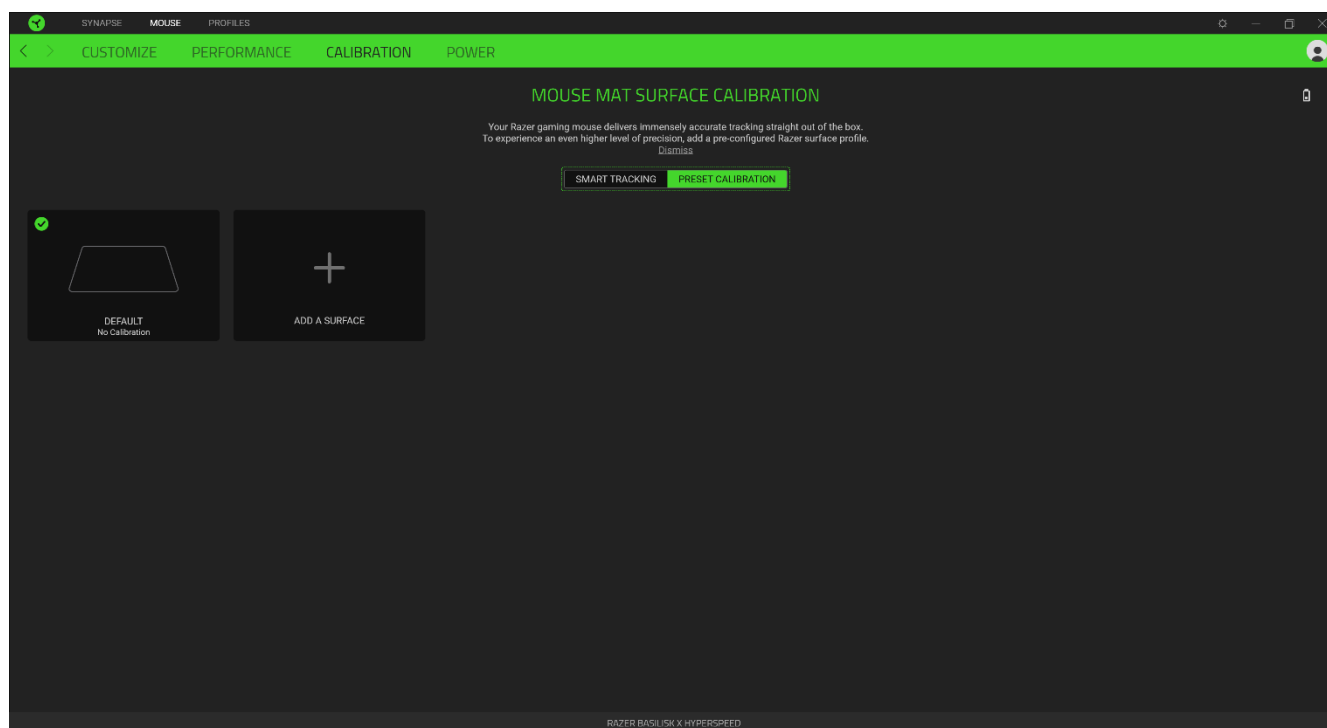 SYNAPSE MOUSE PROFILES
CUSTOMIZE PERFORMANCE CALIBRATION POWER
MOUSE MAT SURFACE CALIBRATION
Your Razer gaming mouse delivers immensely accurate tracking straight out of the box.
To experience an even higher level of precision, add a pre-configured Razer surface profile.
Dismiss
SMART TRACKING PRESET CALIBRATION
DEFAULT
No Calibration
ADD A SURFACE
RAZER BASILISK X HYPERSPEED